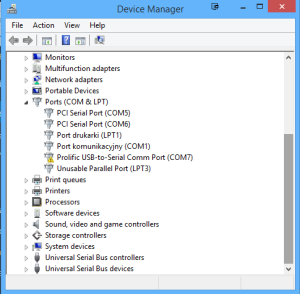 Device Manager
File Action View Help
Monitors
Multifunction adapters
Network adapters
Portable Devices
Ports (COM & LPT)
PCI Serial Port (COM5)
PCI Serial Port (COM6)
Port drukarki (LPT1)
Port komunikacyjny (COM1)
Prolific USB-to-Serial Comm Port (COM7)
Unusable Parallel Port (LPT3)
Print queues
Printers
Processors
Software devices
Sound, video and game controllers
Storage controllers
System devices
Universal Serial Bus controllers
Universal Serial Bus devices